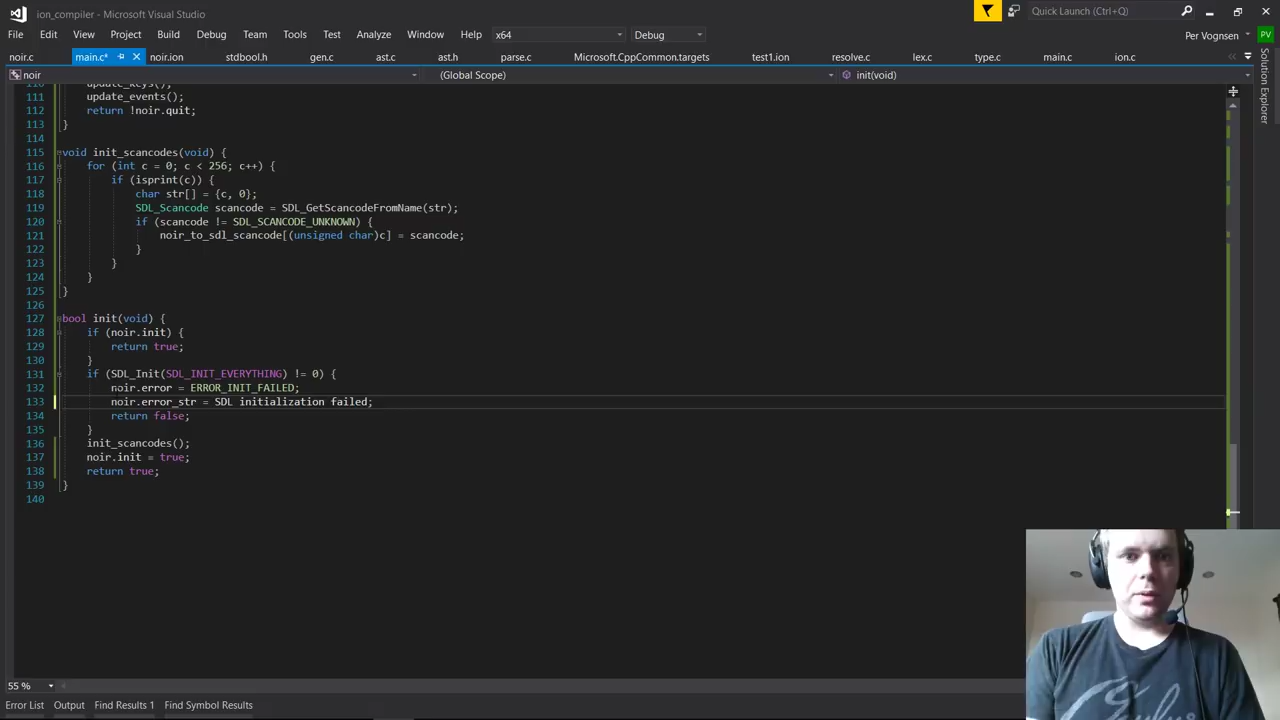 ion_compiler - Microsoft Visual Studio
Quick Launch (Ctrl+Q)
File Edit View Project Build Debug Team Tools Test Analyze Window Help x64 Debug Per Vognsen PV
noir.c main.c* noir.ion stdbool.h gen.c ast.c ast.h parse.c Microsoft.CppCommon.targets test1.ion resolve.c lex.c type.c main.c ion.c
noir (Global Scope) init(void)
Solution Explorer
110 update_keys();
111 update_events();
112 return !noir.quit;
113 }
114
115 void init_scancodes(void) {
116 for (int c = 0; c < 256; c++) {
117 if (isprint(c)) {
118 char str[] = {c, 0};
119 SDL_Scancode scancode = SDL_GetScancodeFromName(str);
120 if (scancode != SDL_SCANCODE_UNKNOWN) {
121 noir_to_sdl_scancode[(unsigned char)c] = scancode;
122 }
123 }
124 }
125 }
126
127 bool init(void) {
128 if (noir.init) {
129 return true;
130 }
131 if (SDL_Init(SDL_INIT_EVERYTHING) != 0) {
132 noir.error = ERROR_INIT_FAILED;
133 noir.error_str = SDL initialization failed;
134 return false;
135 }
136 init_scancodes();
137 noir.init = true;
138 return true;
139 }
140
55 %
Error List Output Find Results 1 Find Symbol Results